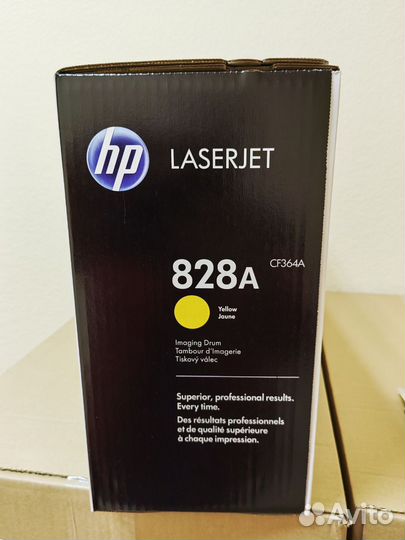 hp LASERJET
828A CF364A
Yellow
Jaune
Imaging Drum
Tambour d'Imagerie
Tiskový válec
Superior, professional results.
Every time.
Des résultats professionnels
et de qualité supérieure
à chaque impression.
Avito